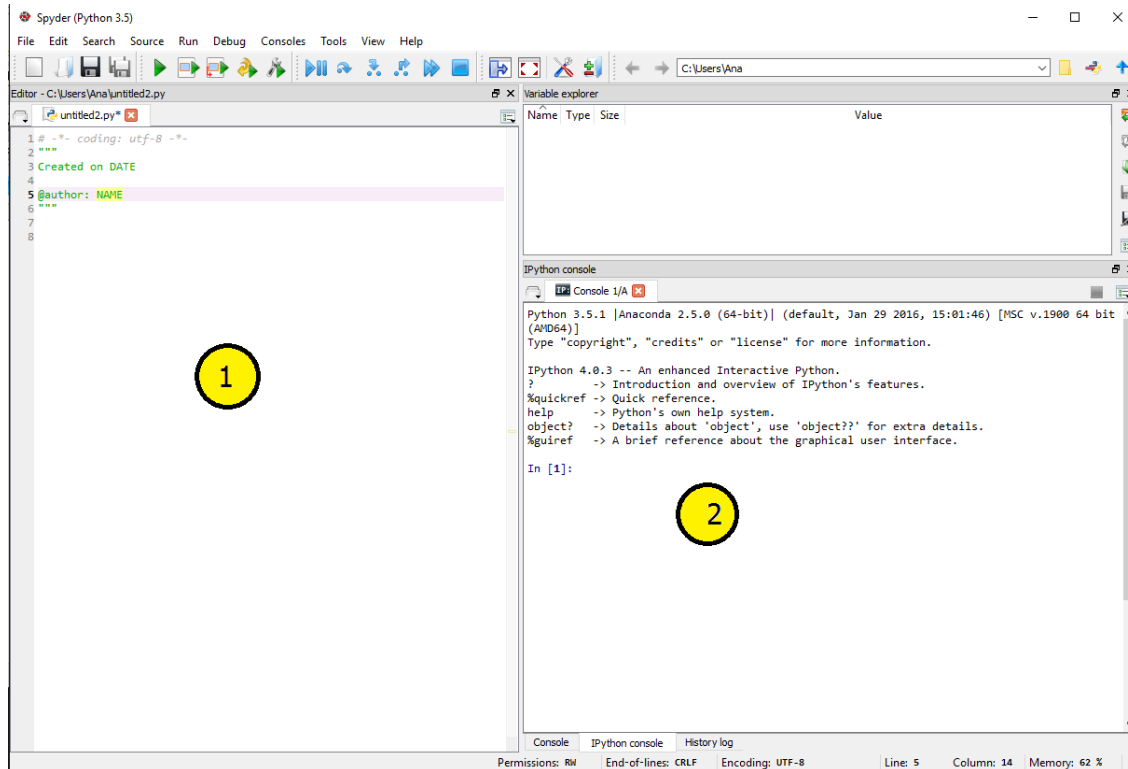 Spyder (Python 3.5)
File Edit Search Source Run Debug Consoles Tools View Help
C:\Users\Ana
Editor - C:\Users\Ana\untitled2.py
untitled2.py*
1 # -*- coding: utf-8 -*-
2 """
3 Created on DATE
4
5 @author: NAME
6 """
7
8
1
Variable explorer
Name Type Size Value
IPython console
IP: Console 1/A
Python 3.5.1 |Anaconda 2.5.0 (64-bit)| (default, Jan 29 2016, 15:01:46) [MSC v.1900 64 bit
(AMD64)]
Type "copyright", "credits" or "license" for more information.
IPython 4.0.3 -- An enhanced Interactive Python.
? -> Introduction and overview of IPython's features.
%quickref -> Quick reference.
help -> Python's own help system.
object? -> Details about 'object', use 'object??' for extra details.
%guiref -> A brief reference about the graphical user interface.
In [1]:
2
Console IPython console History log
Permissions: RW End-of-lines: CRLF Encoding: UTF-8 Line: 5 Column: 14 Memory: 62 %